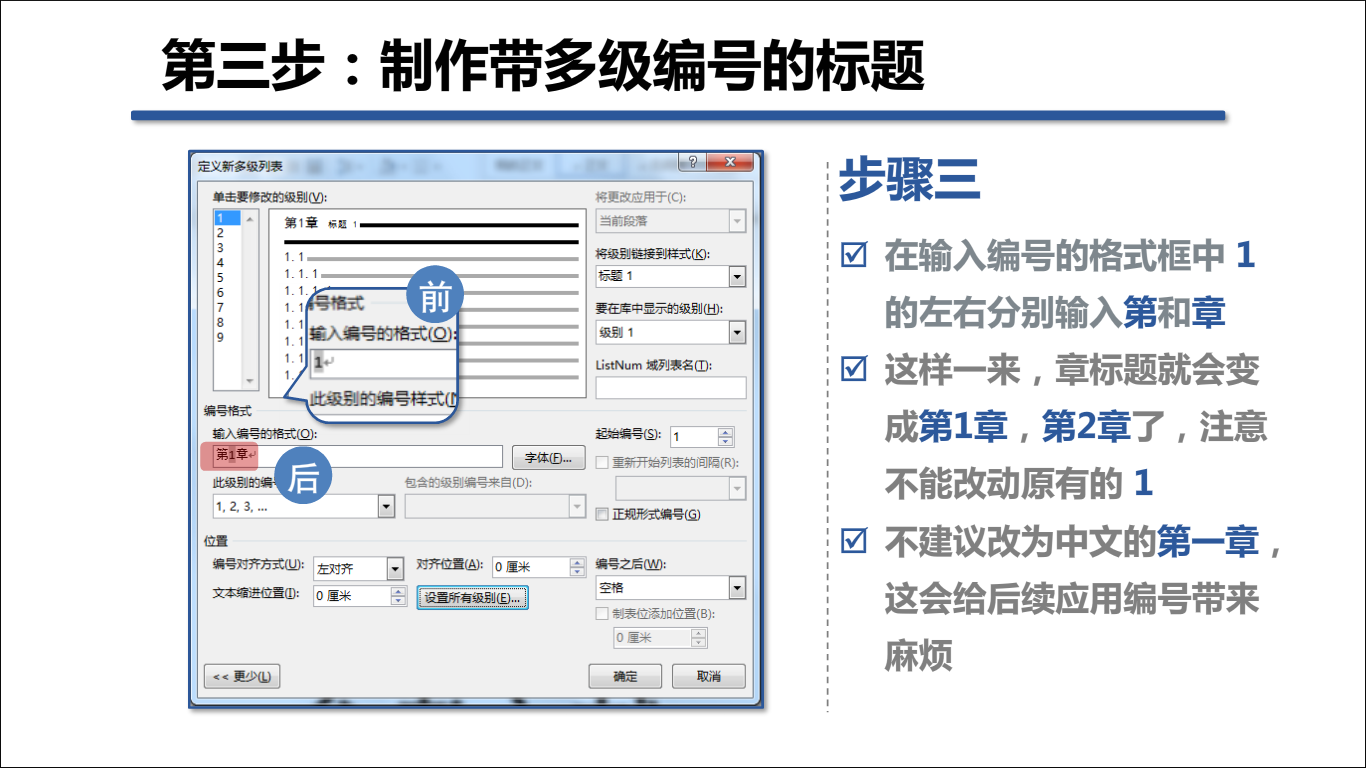 第三步：制作带多级编号的标题
定义新多级列表
?
单击要修改的级别(V):
1
2
3
4
5
6
7
8
9
第1章 标题 1
1.1
1.1.1
1.1.1
1.1
1.1
1.1
1.1
1.
前
号格式
输入编号的格式(O):
1
此级别的编号样式(
将更改应用于(C):
当前段落
将级别链接到样式(K):
标题 1
要在库中显示的级别(H):
级别 1
ListNum 域列表名(T):
编号格式
输入编号的格式(O):
第1章
字体(F)...
后
此级别的编
1, 2, 3, ...
包含的级别编号来自(D):
起始编号(S):
1
重新开始列表的间隔(R):
正规形式编号(G)
位置
编号对齐方式(U):
左对齐
对齐位置(A):
0 厘米
文本缩进位置(I):
0 厘米
设置所有级别(E)...
编号之后(W):
空格
制表位添加位置(B):
0 厘米
<< 更少(L)
确定
取消
步骤三
在输入编号的格式框中 1
的左右分别输入第和章
这样一来，章标题就会变
成第1章，第2章了，注意
不能改动原有的 1
不建议改为中文的第一章，
这会给后续应用编号带来
麻烦